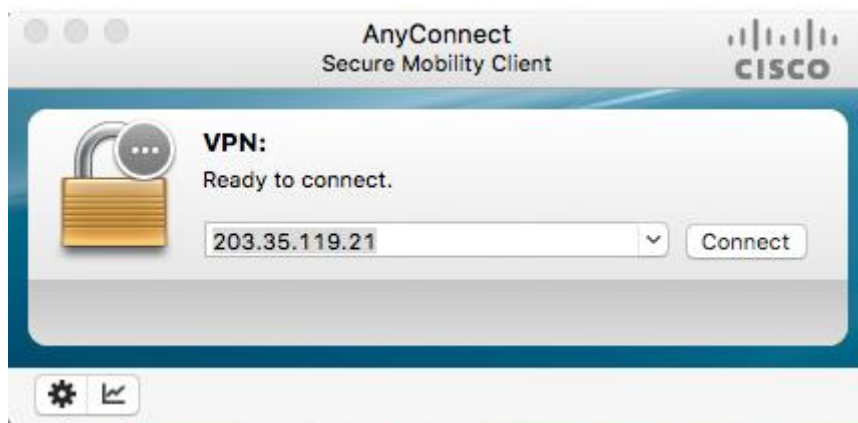 AnyConnect
Secure Mobility Client
CISCO
VPN:
Ready to connect.
203.35.119.21
Connect